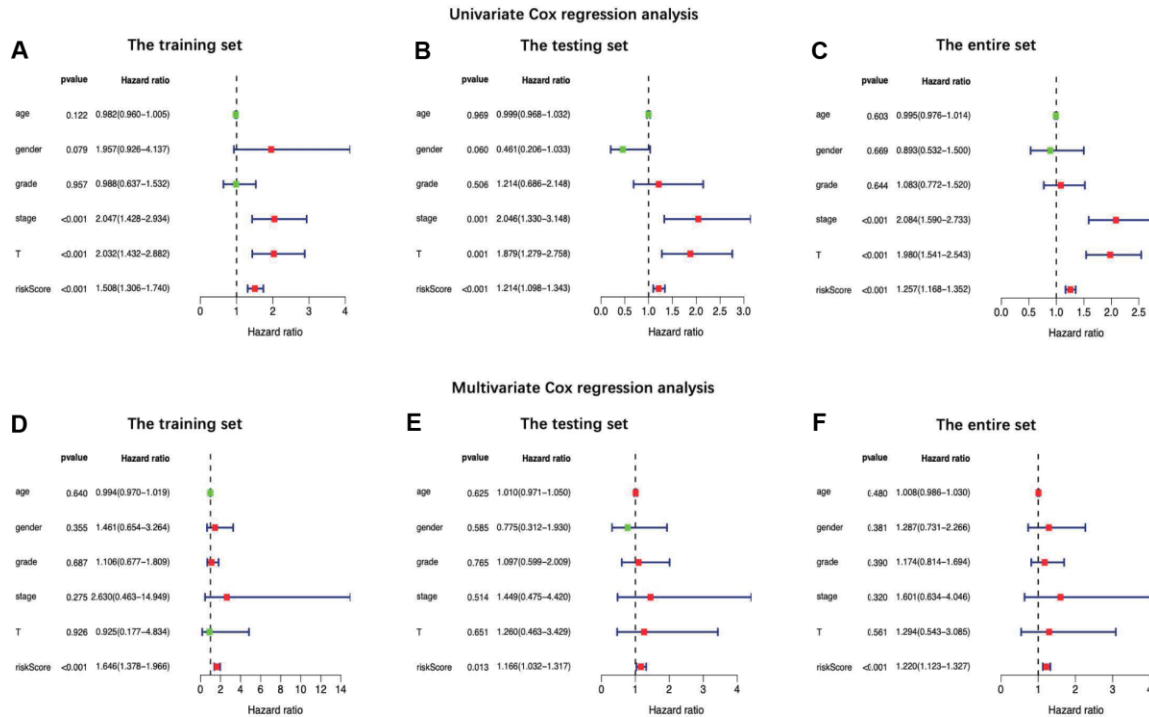 Univariate Cox regression analysis
A The training set
pvalue Hazard ratio
age 0.122 0.982(0.960−1.005)
gender 0.079 1.957(0.926−4.137)
grade 0.957 0.988(0.637−1.532)
stage <0.001 2.047(1.428−2.934)
T <0.001 2.032(1.432−2.882)
riskScore <0.001 1.508(1.306−1.740)
0 1 2 3 4
Hazard ratio
B The testing set
pvalue Hazard ratio
age 0.969 0.999(0.968−1.032)
gender 0.060 0.461(0.206−1.033)
grade 0.506 1.214(0.686−2.148)
stage 0.001 2.046(1.330−3.148)
T 0.001 1.879(1.279−2.758)
riskScore <0.001 1.214(1.098−1.343)
0.0 0.5 1.0 1.5 2.0 2.5 3.0
Hazard ratio
C The entire set
pvalue Hazard ratio
age 0.603 0.995(0.976−1.014)
gender 0.669 0.893(0.532−1.500)
grade 0.644 1.083(0.772−1.520)
stage <0.001 2.084(1.590−2.733)
T <0.001 1.980(1.541−2.543)
riskScore <0.001 1.257(1.168−1.352)
0.0 0.5 1.0 1.5 2.0 2.5
Hazard ratio
Multivariate Cox regression analysis
D The training set
pvalue Hazard ratio
age 0.640 0.994(0.970−1.019)
gender 0.355 1.461(0.654−3.264)
grade 0.687 1.106(0.677−1.809)
stage 0.275 2.630(0.463−14.949)
T 0.926 0.925(0.177−4.834)
riskScore <0.001 1.646(1.378−1.966)
0 2 4 6 8 10 12 14
Hazard ratio
E The testing set
pvalue Hazard ratio
age 0.625 1.010(0.971−1.050)
gender 0.585 0.775(0.312−1.930)
grade 0.765 1.097(0.599−2.009)
stage 0.514 1.449(0.475−4.420)
T 0.651 1.260(0.463−3.429)
riskScore 0.013 1.166(1.032−1.317)
0 1 2 3 4
Hazard ratio
F The entire set
pvalue Hazard ratio
age 0.480 1.008(0.986−1.030)
gender 0.381 1.287(0.731−2.266)
grade 0.390 1.174(0.814−1.694)
stage 0.320 1.601(0.634−4.046)
T 0.561 1.294(0.543−3.085)
riskScore <0.001 1.220(1.123−1.327)
0 1 2 3 4
Hazard ratio